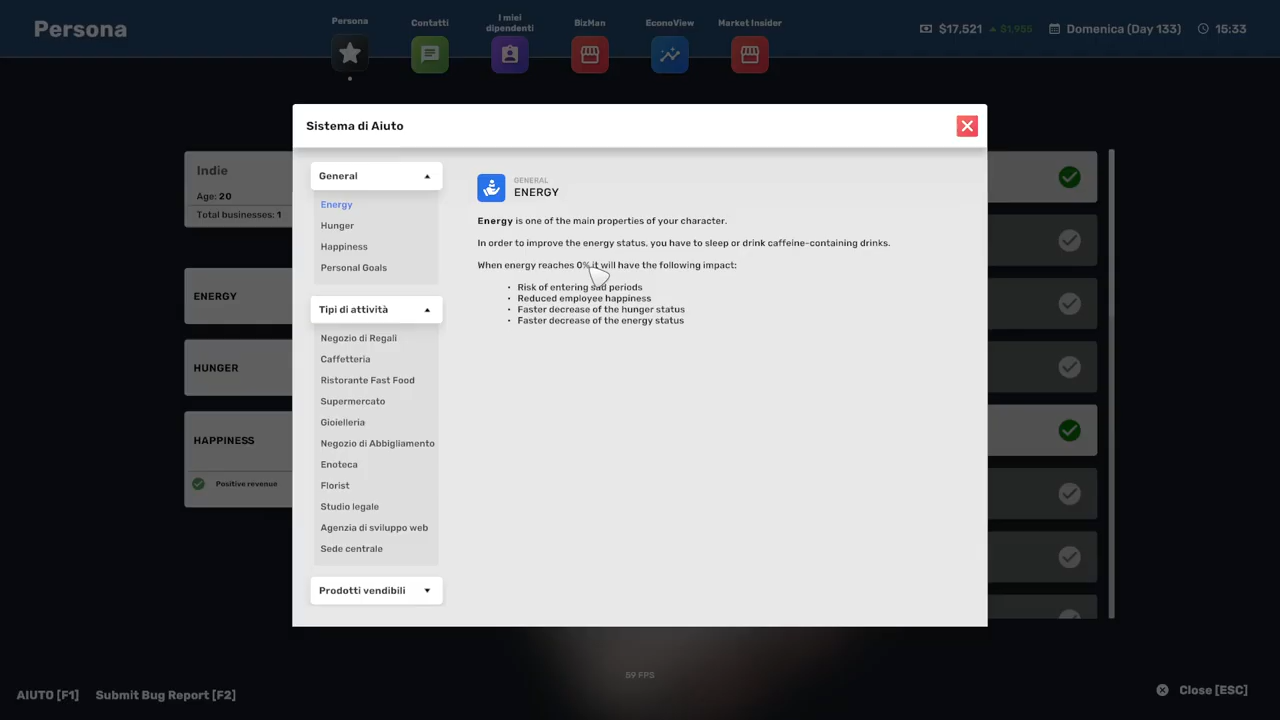 Persona
Persona
Contatti
I miei
dipendenti
BizMan
EconoView
Market Insider
$17,521
$1,955
Domenica (Day 133)
15:33
Sistema di Aiuto
Indie
Age: 20
Total businesses: 1
ENERGY
HUNGER
HAPPINESS
Positive revenue
General
Energy
Hunger
Happiness
Personal Goals
Tipi di attività
Negozio di Regali
Caffetteria
Ristorante Fast Food
Supermercato
Gioielleria
Negozio di Abbigliamento
Enoteca
Florist
Studio legale
Agenzia di sviluppo web
Sede centrale
Prodotti vendibili
GENERAL
ENERGY
Energy is one of the main properties of your character.
In order to improve the energy status, you have to sleep or drink caffeine-containing drinks.
When energy reaches 0% it will have the following impact:
• Risk of entering sad periods
• Reduced employee happiness
• Faster decrease of the hunger status
• Faster decrease of the energy status
59 FPS
AIUTO [F1]
Submit Bug Report [F2]
Close [ESC]